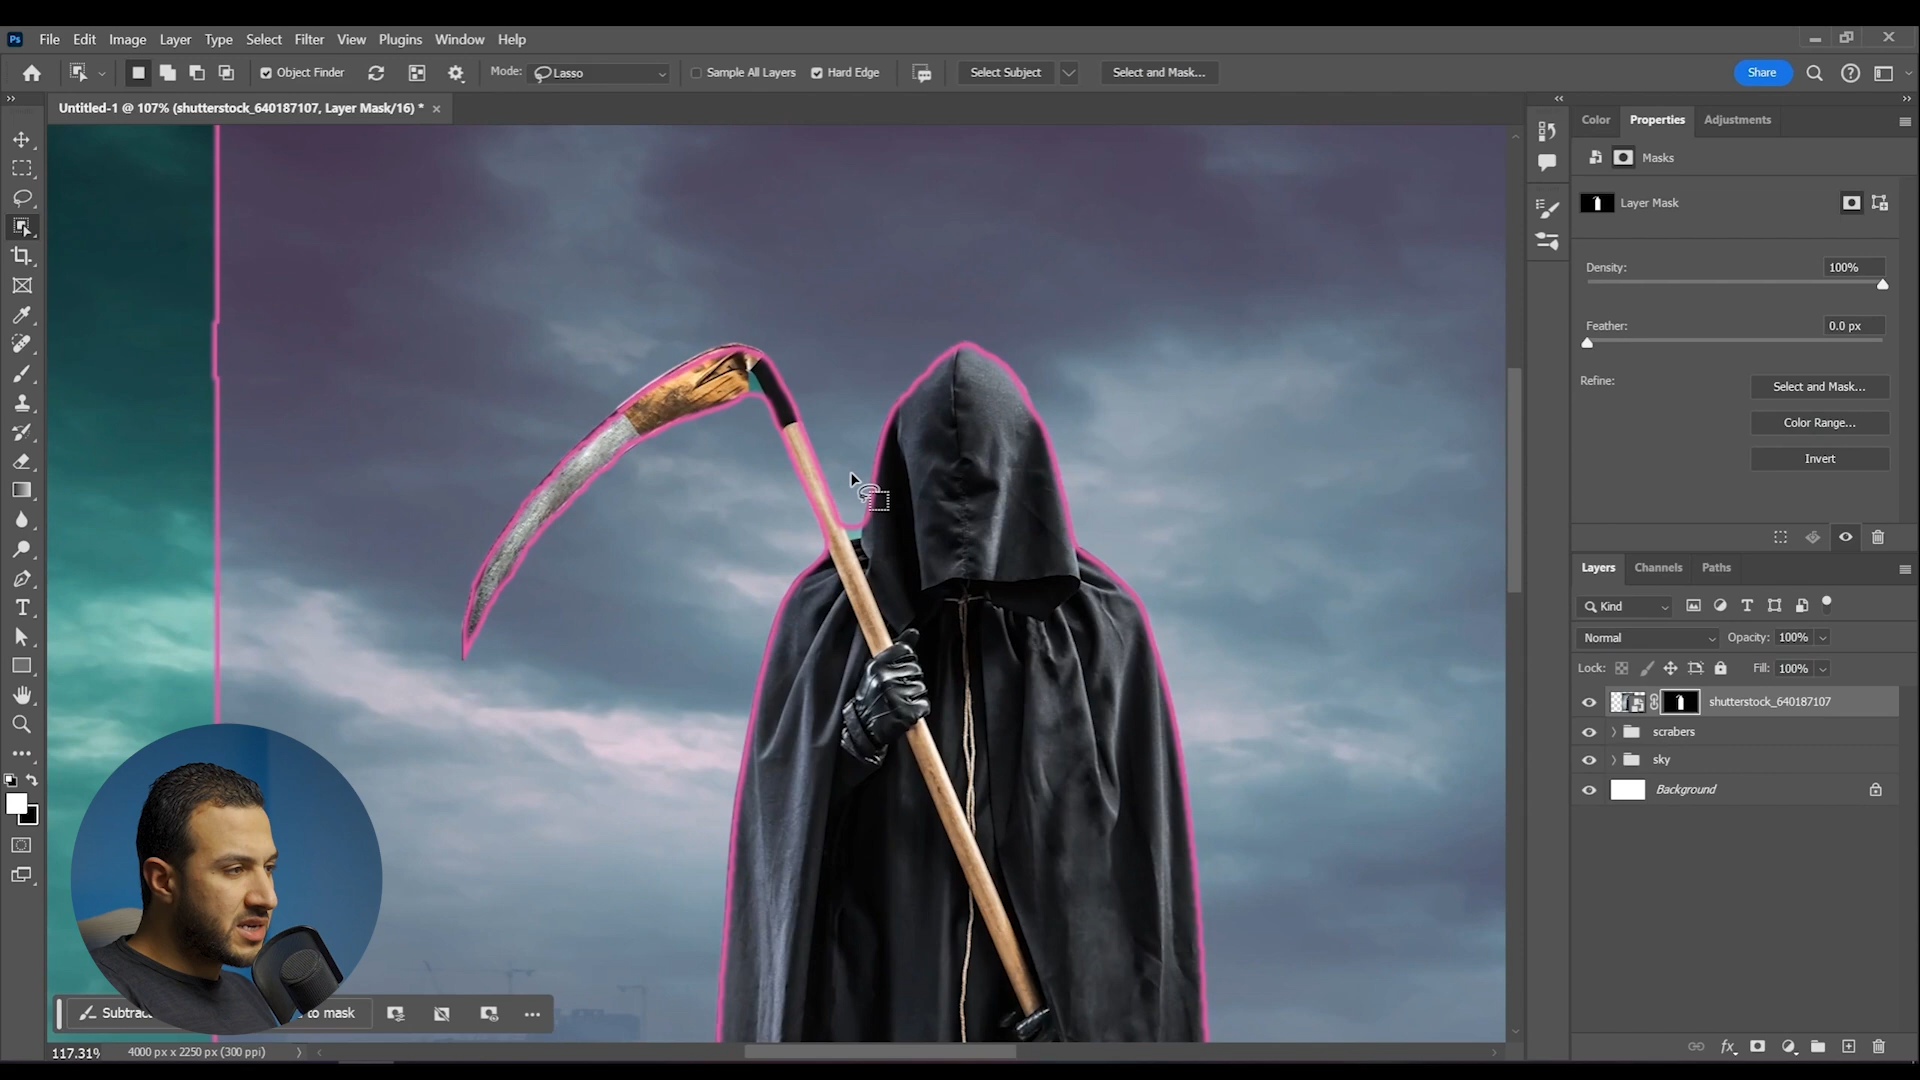 Ps File Edit Image Layer Type Select Filter View Plugins Window Help
Object Finder Mode: Lasso Sample All Layers Hard Edge Select Subject Select and Mask... Share
Untitled-1 @ 107% (shutterstock_640187107, Layer Mask/16) *
Color Properties Adjustments
Masks
Layer Mask
Density: 100%
Feather: 0.0 px
Refine: Select and Mask...
Color Range...
Invert
Layers Channels Paths
Kind
Normal Opacity: 100%
Lock: Fill: 100%
shutterstock_640187107
scrabers
sky
Background
to mask
117.31% 4000 px x 2250 px (300 ppi)